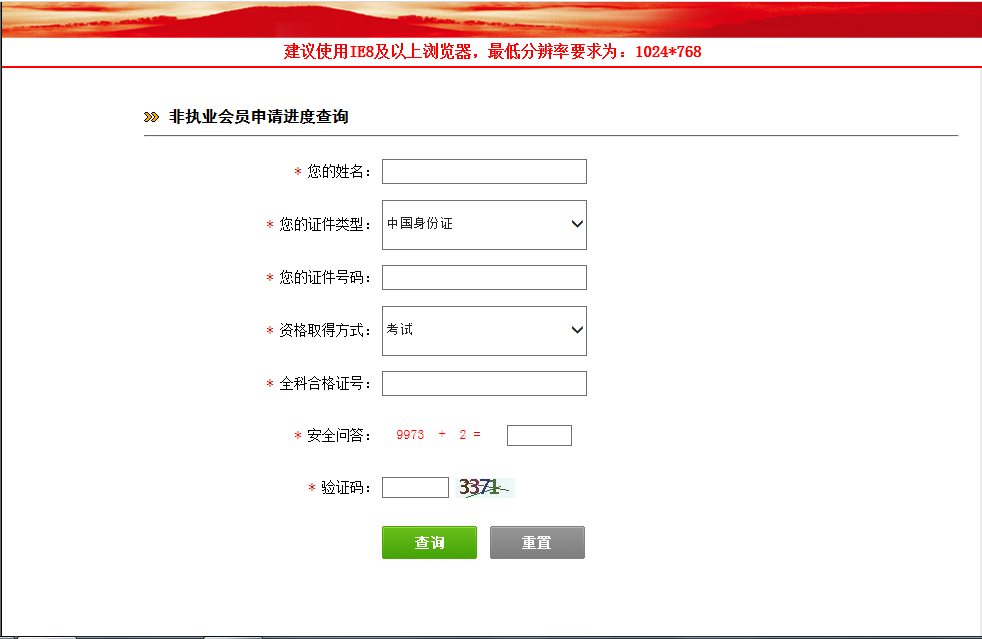 建议使用IE8及以上浏览器，最低分辨率要求为：1024*768
非执业会员申请进度查询
* 您的姓名：
* 您的证件类型： 中国身份证
* 您的证件号码：
* 资格取得方式： 考试
* 全科合格证号：
* 安全问答： 9973 + 2 =
* 验证码： 3371
查询 重置